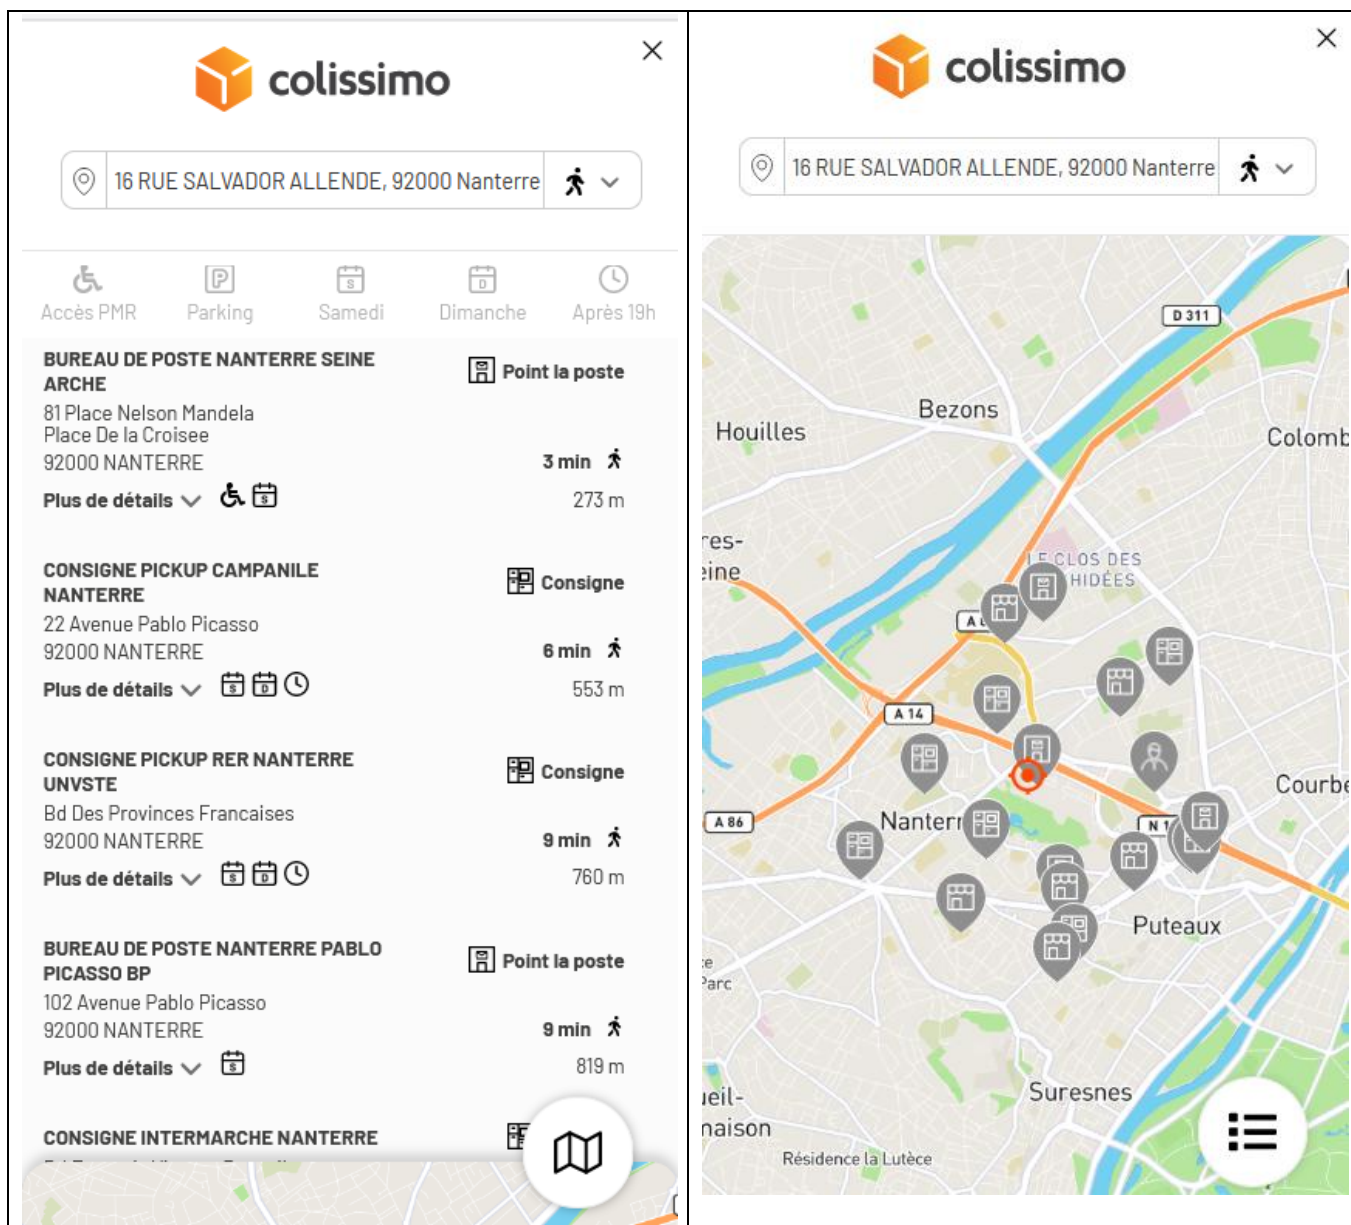 colissimo
16 RUE SALVADOR ALLENDE, 92000 Nanterre
Accès PMR
Parking
Samedi
Dimanche
Après 19h
BUREAU DE POSTE NANTERRE SEINE
ARCHE
Point la poste
81 Place Nelson Mandela
Place De la Croisee
92000 NANTERRE
3 min
Plus de détails
273 m
CONSIGNE PICKUP CAMPANILE
NANTERRE
Consigne
22 Avenue Pablo Picasso
92000 NANTERRE
6 min
Plus de détails
553 m
CONSIGNE PICKUP RER NANTERRE
UNVSTE
Consigne
Bd Des Provinces Francaises
92000 NANTERRE
9 min
Plus de détails
760 m
BUREAU DE POSTE NANTERRE PABLO
PICASSO BP
Point la poste
102 Avenue Pablo Picasso
92000 NANTERRE
9 min
Plus de détails
819 m
CONSIGNE INTERMARCHE NANTERRE
colissimo
16 RUE SALVADOR ALLENDE, 92000 Nanterre
D 311
Bezons
Houilles
Colomb
res-
eine
LE CLOS DES
HIDÉES
A 14
Courbe
A 86
Nanterr
N 1
Puteaux
Parc
Suresnes
ueil-
naison
Résidence la Lutèce